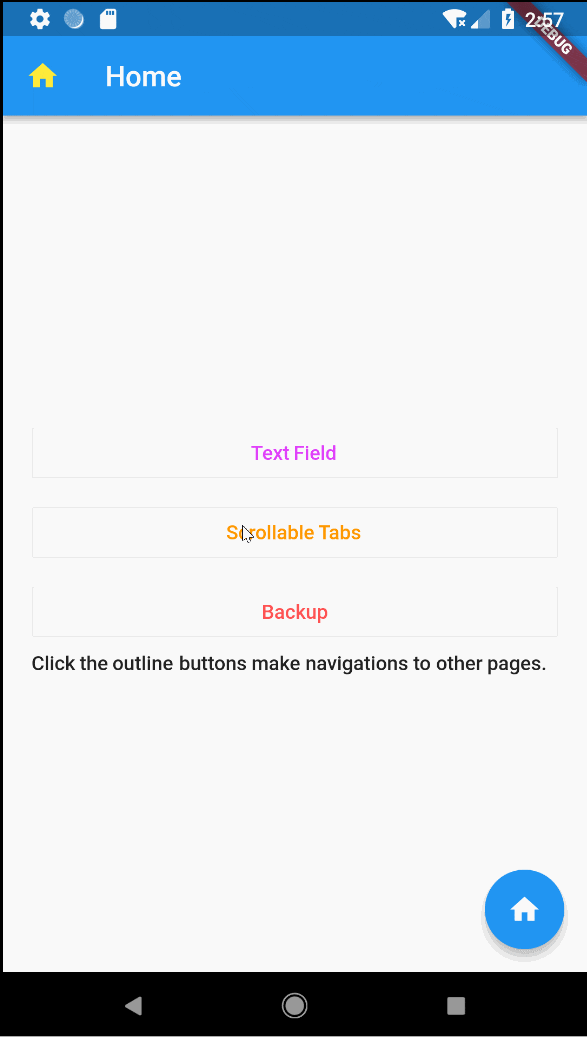 2:57
DEBUG
Home
Text Field
Scrollable Tabs
Backup
Click the outline buttons make navigations to other pages.